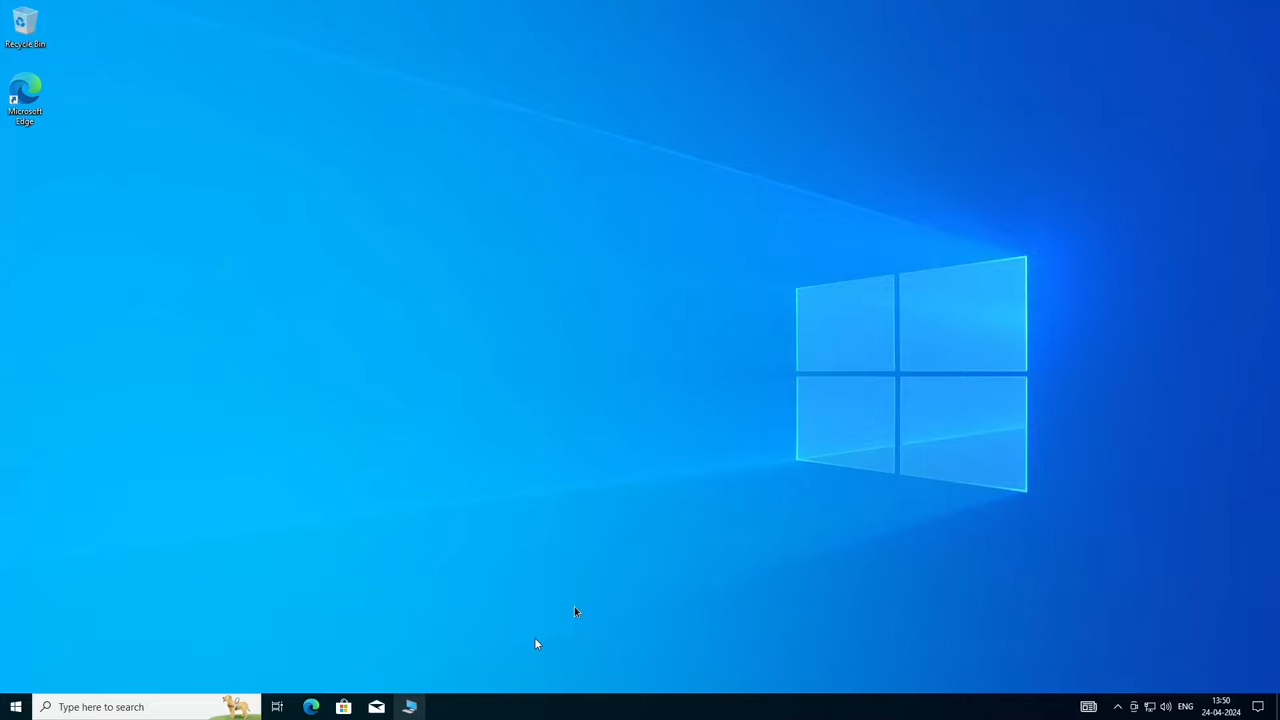 Recycle Bin
Microsoft
Edge
Type here to search
ENG
13:50
24-04-2024